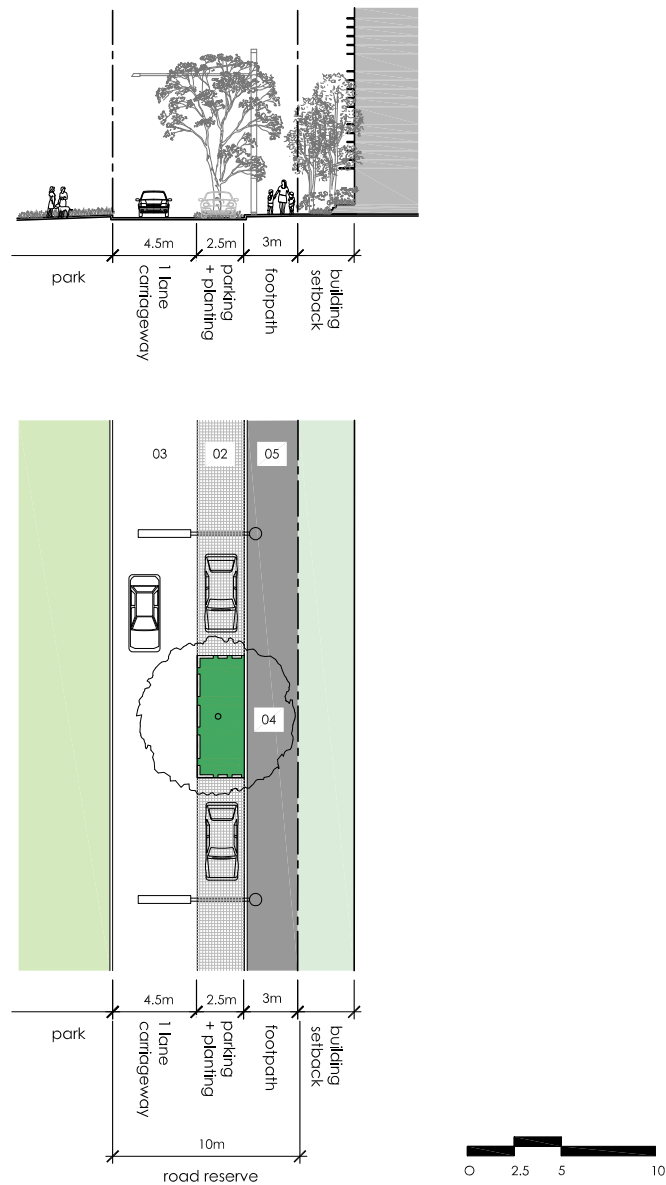 4.5m
2.5m
3m
park
1 lane
carriageway
parking
+ planting
footpath
building
setback
03
02
05
04
4.5m
2.5m
3m
park
1 lane
carriageway
parking
+ planting
footpath
building
setback
10m
road reserve
O 2.5 5 10